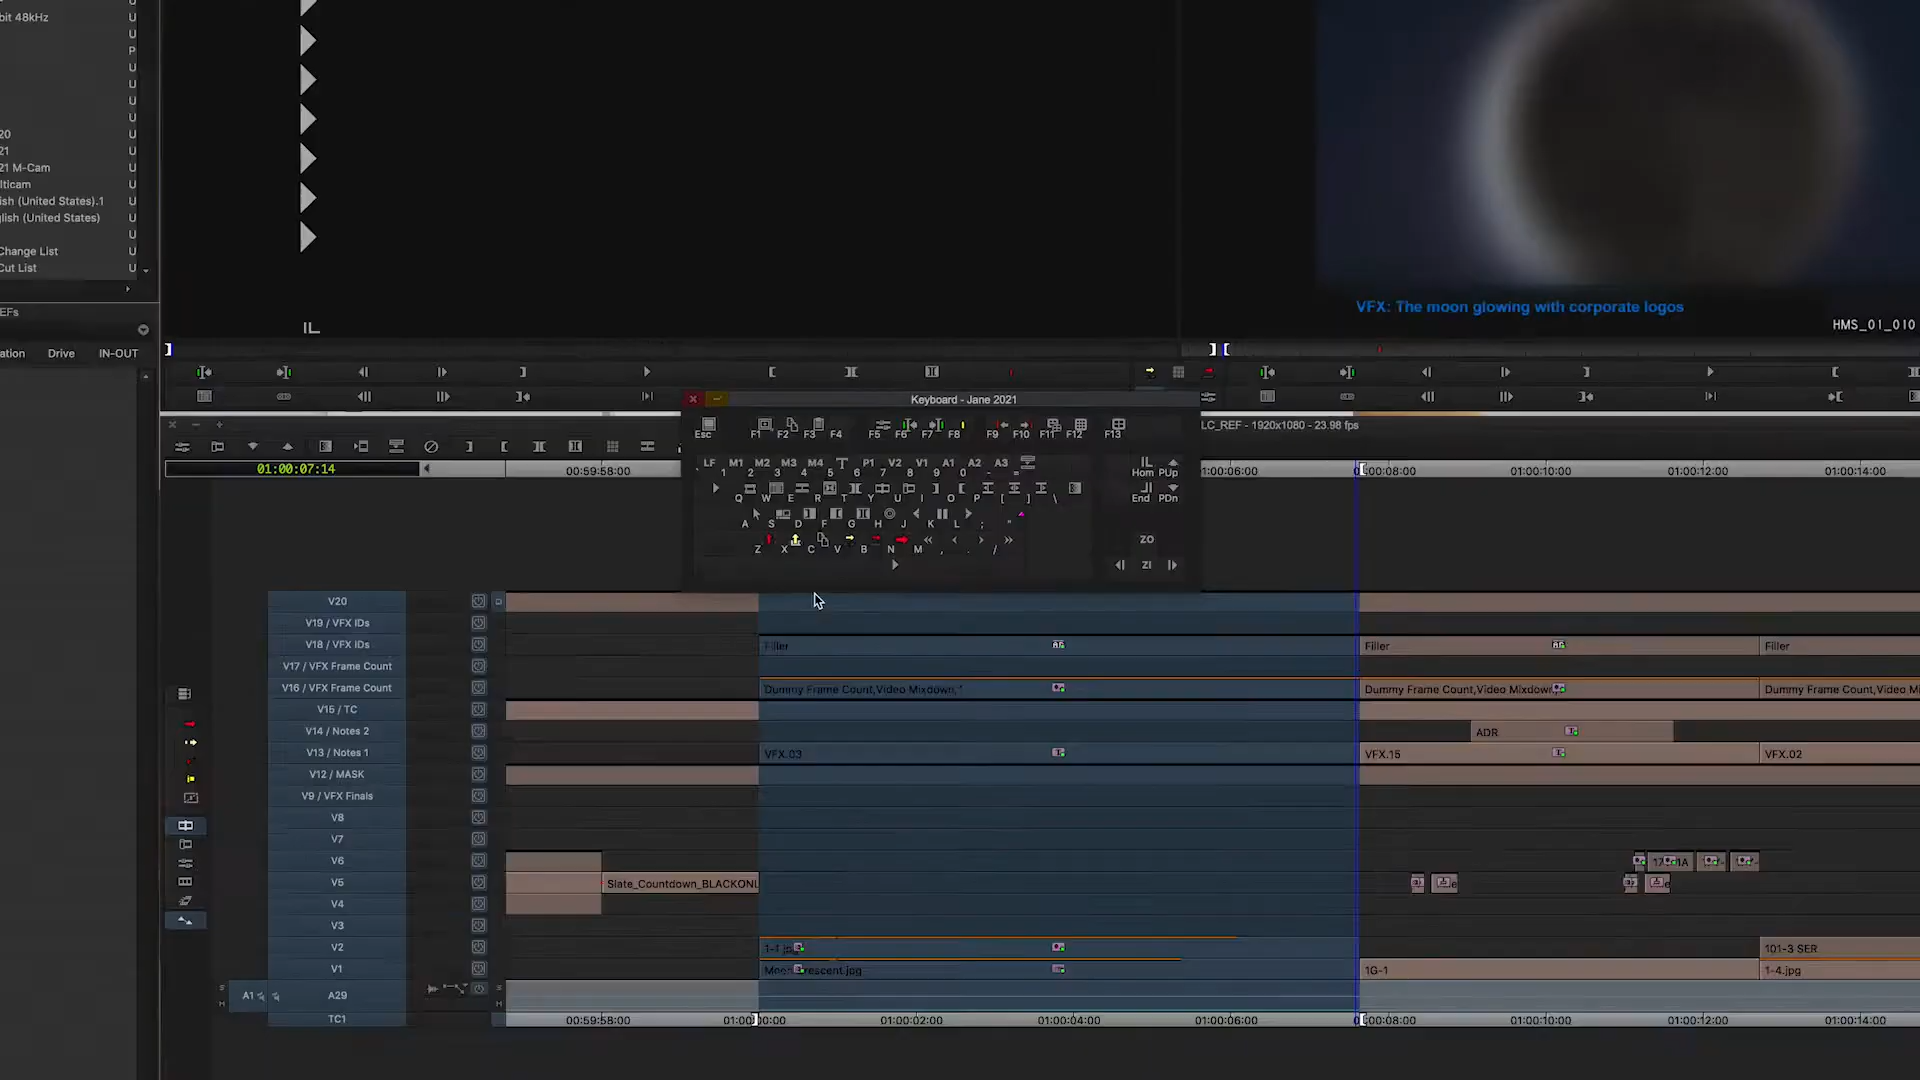 bit 48kHz
U
U
P
U
U
U
U
20 U
21 U
21 M-Cam U
lticam U
ish (United States).1 U
glish (United States) U
U
Change List U
Cut List U
EFs
ation Drive IN-OUT
IL
VFX: The moon glowing with corporate logos
HMS_01_010
Keyboard - Jane 2021
Esc F1 F2 F3 F4 F5 F6 F7 F8 F9 F10 F11 F12 F13
LF M1 M2 M3 M4 T P1 V2 V1 A1 A2 A3
` 1 2 3 4 5 6 7 8 9 0 - =
IL
Hom PUp
Q W E R T Y U I O P [ ] \
End PDn
A S D F G H J K L ; "
Z X C V B N M , . /
ZO
ZI
LC_REF - 1920x1080 - 23.98 fps
01:00:07:14
00:59:58:00 1:00:06:00 00:08:00 01:00:10:00 01:00:12:00 01:00:14:00
V20
V19 / VFX IDs
V18 / VFX IDs Filler Filler Filler
V17 / VFX Frame Count
V16 / VFX Frame Count Dummy Frame Count,Video Mixdown, Dummy Frame Count,Video Mixdown, Dummy Frame Count,Video Mi
V15 / TC
V14 / Notes 2 ADR
V13 / Notes 1 VFX.03 VFX.15 VFX.02
V12 / MASK
V9 / VFX Finals
V8
V7
V6
V5 Slate_Countdown_BLACKONL
V4
V3
V2 1-1.jpg 101-3 SER
V1 Moon crescent.jpg 1G-1 1-4.jpg
A1 A29
TC1 00:59:58:00 01:00:00:00 01:00:02:00 01:00:04:00 01:00:06:00 00:08:00 01:00:10:00 01:00:12:00 01:00:14:00